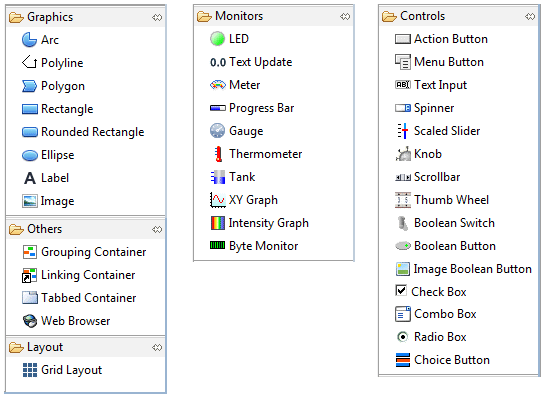 Graphics
Arc
Polyline
Polygon
Rectangle
Rounded Rectangle
Ellipse
A Label
Image
Others
Grouping Container
Linking Container
Tabbed Container
Web Browser
Layout
Grid Layout
Monitors
LED
0.0 Text Update
Meter
Progress Bar
Gauge
Thermometer
Tank
XY Graph
Intensity Graph
Byte Monitor
Controls
Action Button
Menu Button
ABC Text Input
Spinner
Scaled Slider
Knob
Scrollbar
Thumb Wheel
Boolean Switch
Boolean Button
Image Boolean Button
Check Box
Combo Box
Radio Box
Choice Button